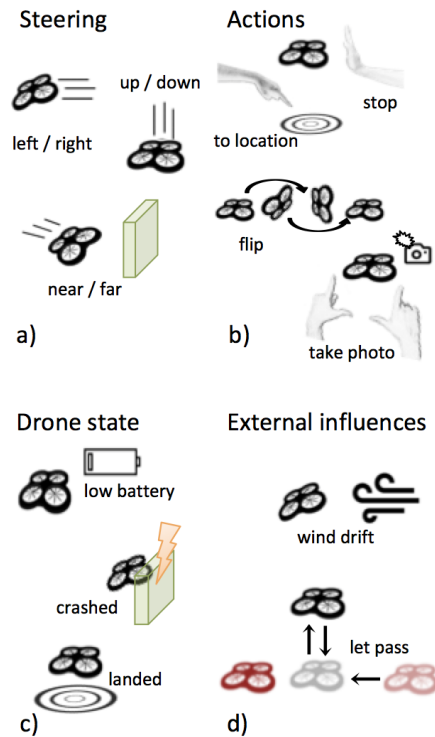 Steering
up / down
left / right
near / far
a)
Actions
stop
to location
flip
take photo
b)
Drone state
low battery
crashed
landed
c)
External influences
wind drift
let pass
d)